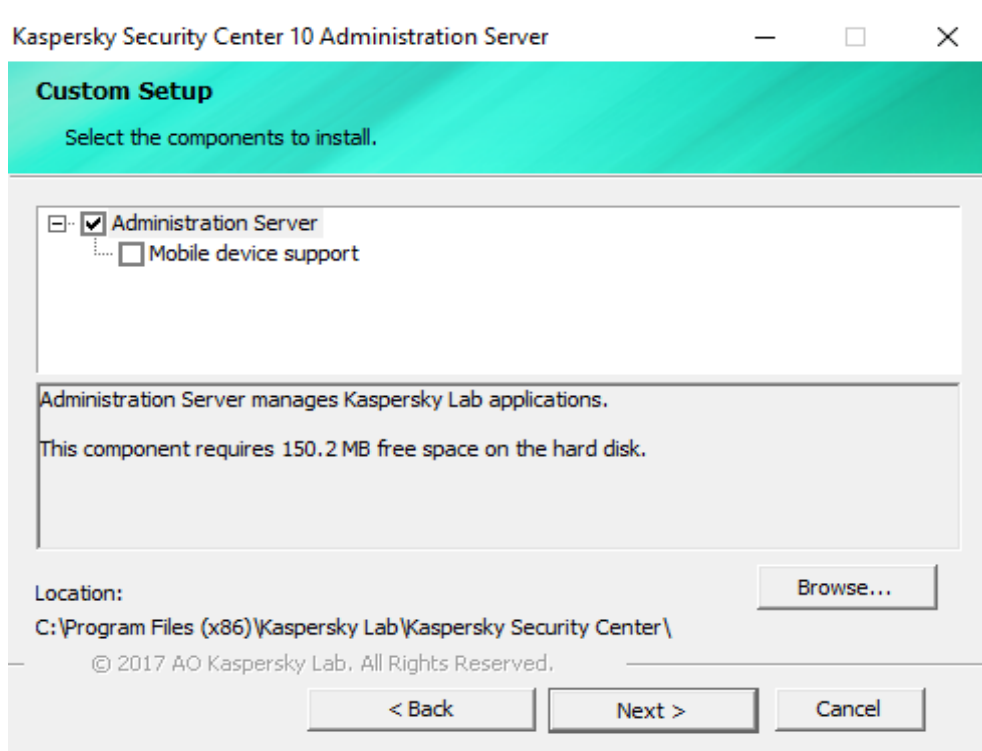 Kaspersky Security Center 10 Administration Server
Custom Setup
Select the components to install.
Administration Server
Mobile device support
Administration Server manages Kaspersky Lab applications.
This component requires 150.2 MB free space on the hard disk.
Browse...
Location:
C:\Program Files (x86)\Kaspersky Lab\Kaspersky Security Center\
© 2017 AO Kaspersky Lab. All Rights Reserved.
< Back
Next >
Cancel